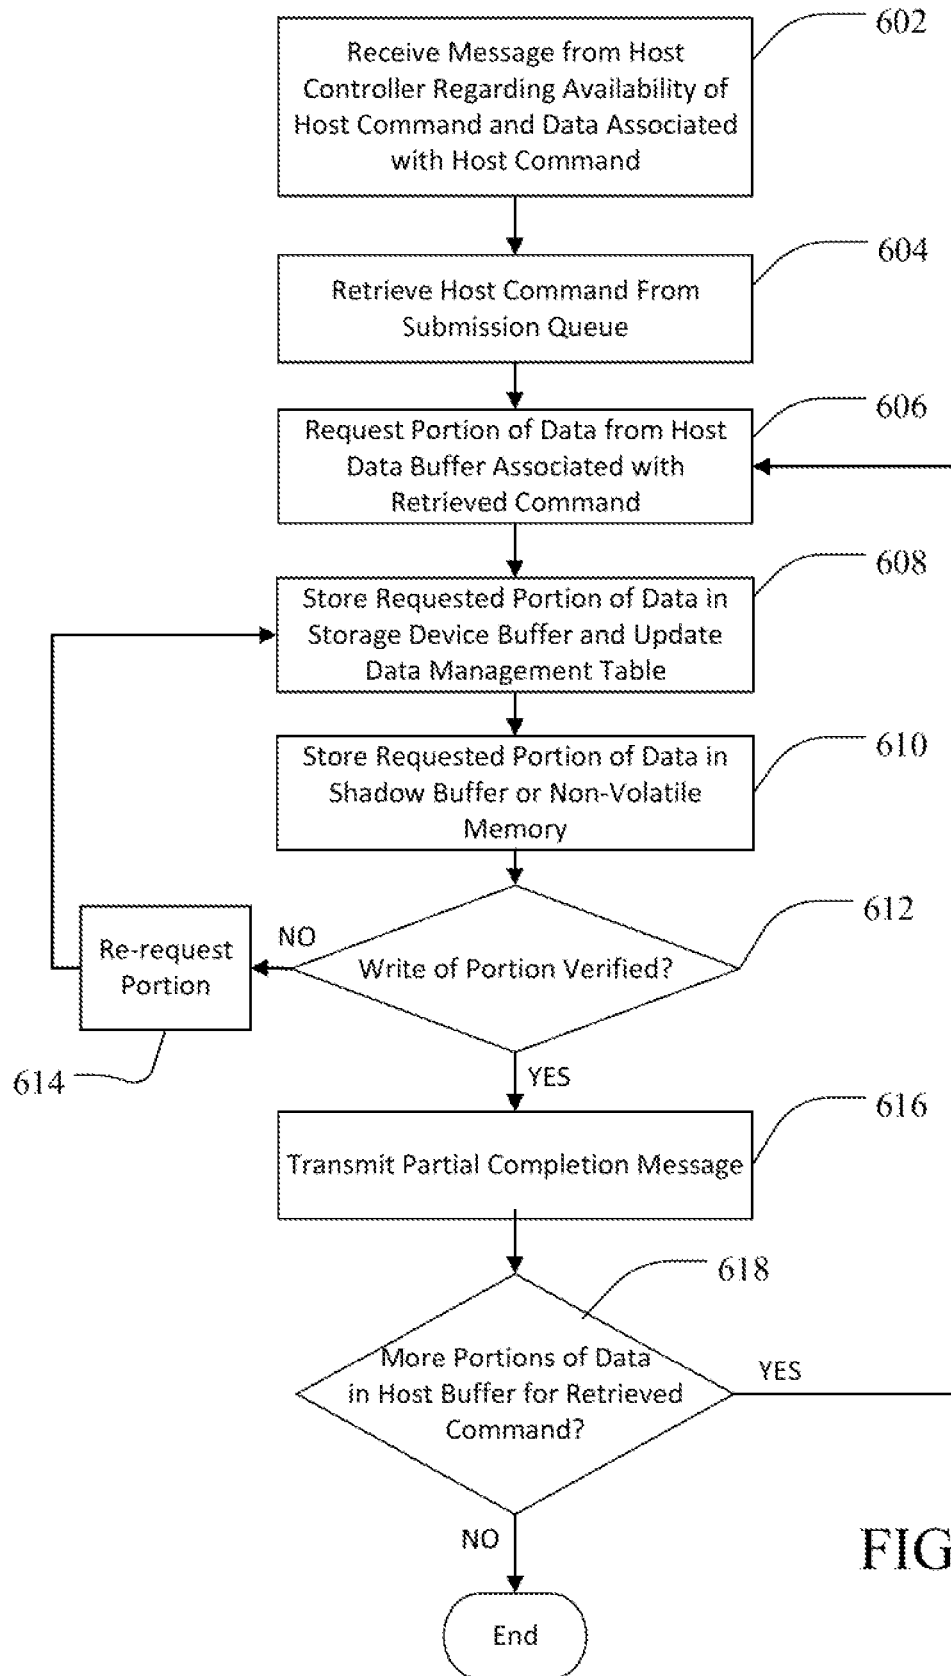 602
Receive Message from Host
Controller Regarding Availability of
Host Command and Data Associated
with Host Command
604
Retrieve Host Command From
Submission Queue
606
Request Portion of Data from Host
Data Buffer Associated with
Retrieved Command
608
Store Requested Portion of Data in
Storage Device Buffer and Update
Data Management Table
610
Store Requested Portion of Data in
Shadow Buffer or Non-Volatile
Memory
612
NO
Re-request
Portion
Write of Portion Verified?
614
YES
616
Transmit Partial Completion Message
618
More Portions of Data
in Host Buffer for Retrieved
Command?
YES
NO
FIG
End